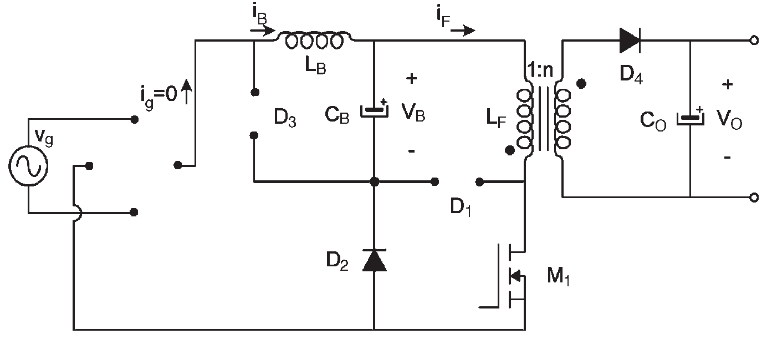 i_B
i_F
L_B
1:n
D_4
i_g=0
D_3
C_B
+
V_B
-
L_F
C_O
+
V_O
-
v_g
D_1
D_2
M_1